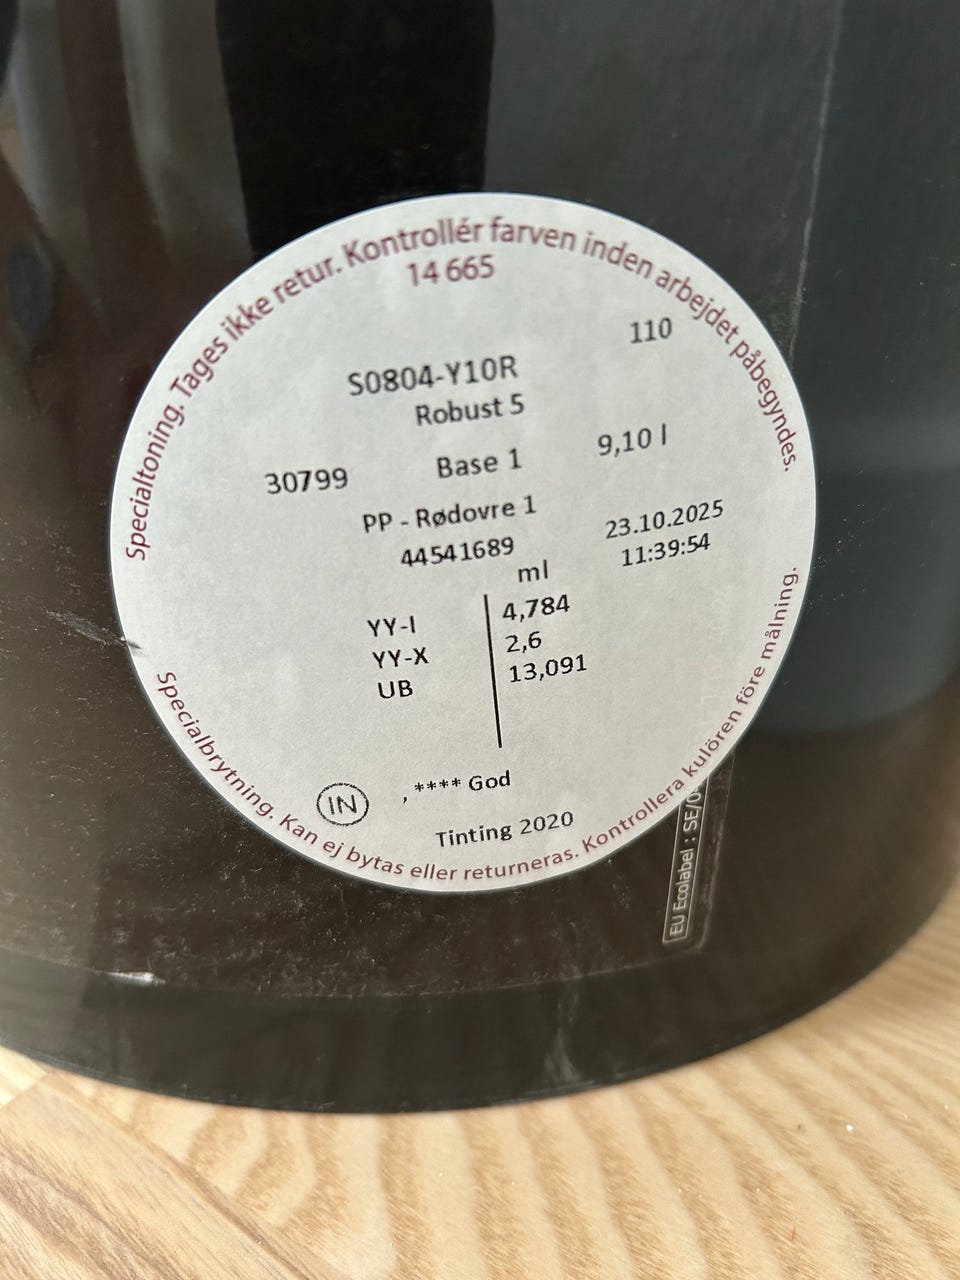 Specialtoning. Tages ikke retur. Kontrollér farven inden arbejdet påbegyndes.
14 665
110
S0804-Y10R
Robust 5
30799 Base 1 9,10 l
PP - Rødovre 1
44541689 23.10.2025
11:39:54
ml
YY-I 4,784
YY-X 2,6
UB 13,091
, **** God
IN
Tinting 2020
Specialbrytning. Kan ej bytas eller returneras. Kontrollera kulören före målning.
EU Ecolabel : SE/0